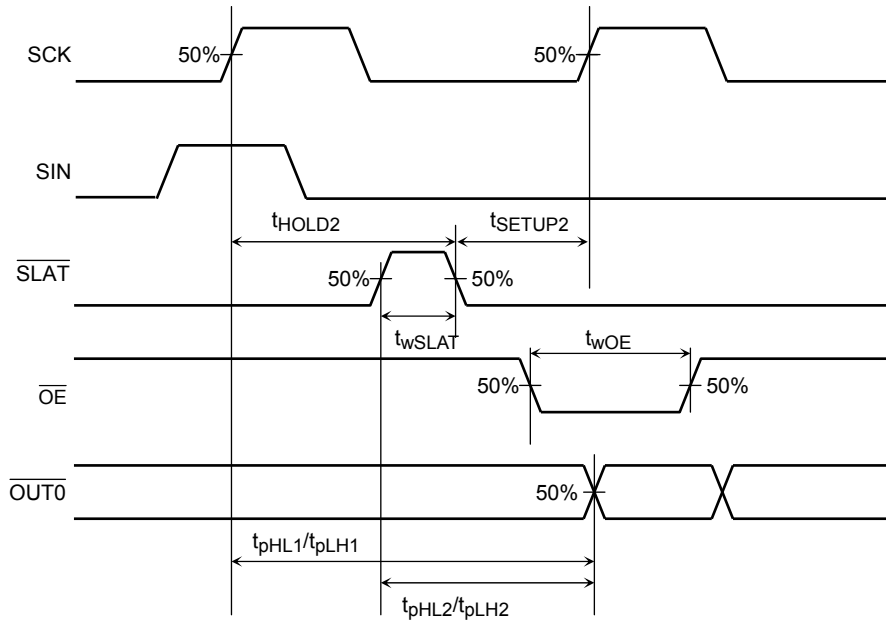 SCK
50%
50%
SIN
tHOLD2
tSETUP2
SLAT
50%
50%
twSLAT
twOE
OE
50%
50%
OUT0
50%
tpHL1/tpLH1
tpHL2/tpLH2